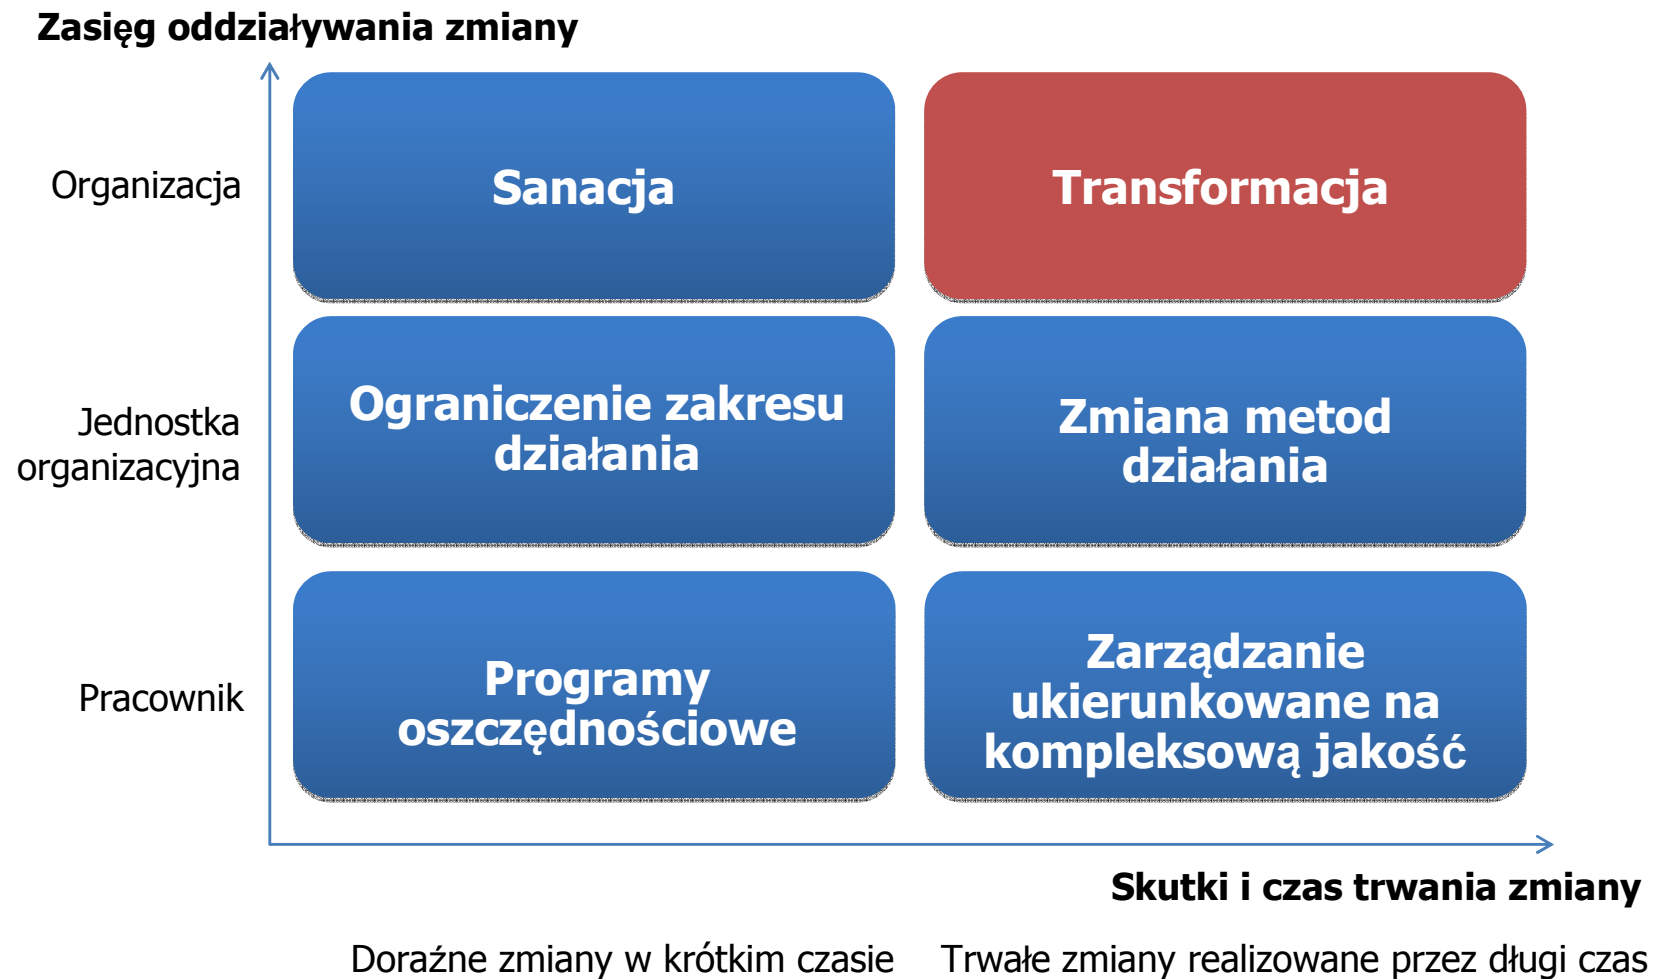 Zasięg oddziaływania zmiany
Organizacja
Sanacja
Transformacja
Jednostka
organizacyjna
Ograniczenie zakresu
działania
Zmiana metod
działania
Pracownik
Programy
oszczędnościowe
Zarządzanie
ukierunkowane na
kompleksową jakość
Skutki i czas trwania zmiany
Doraźne zmiany w krótkim czasie
Trwałe zmiany realizowane przez długi czas